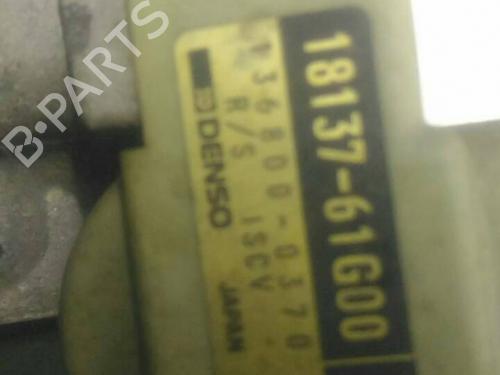 18137-61G00
136800-0370
R/S ISCV
DENSO JAPAN
B-PARTS